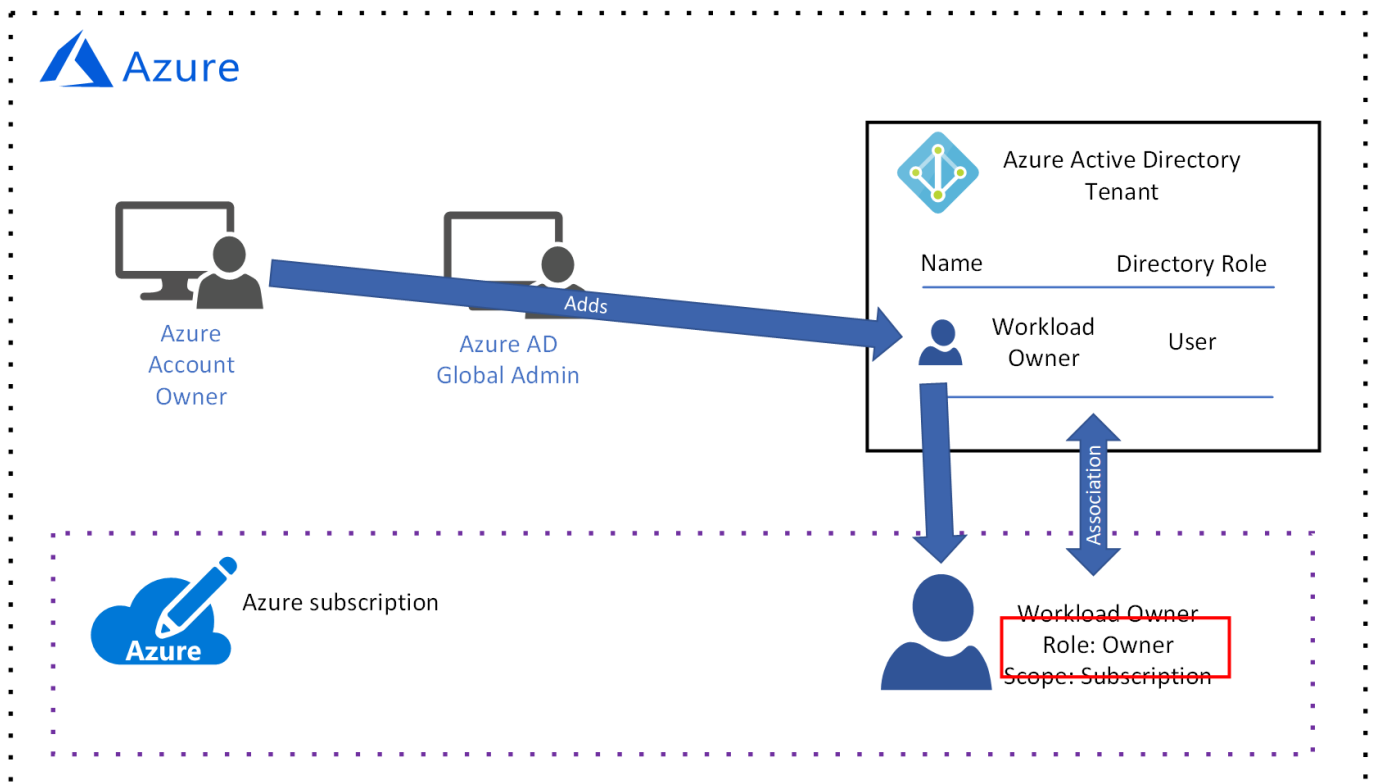 Azure
Azure Active Directory
Tenant
Name
Directory Role
Adds
Azure
Account
Owner
Azure AD
Global Admin
Workload
Owner
User
Association
Azure
Azure subscription
Workload Owner
Role: Owner
Scope: Subscription